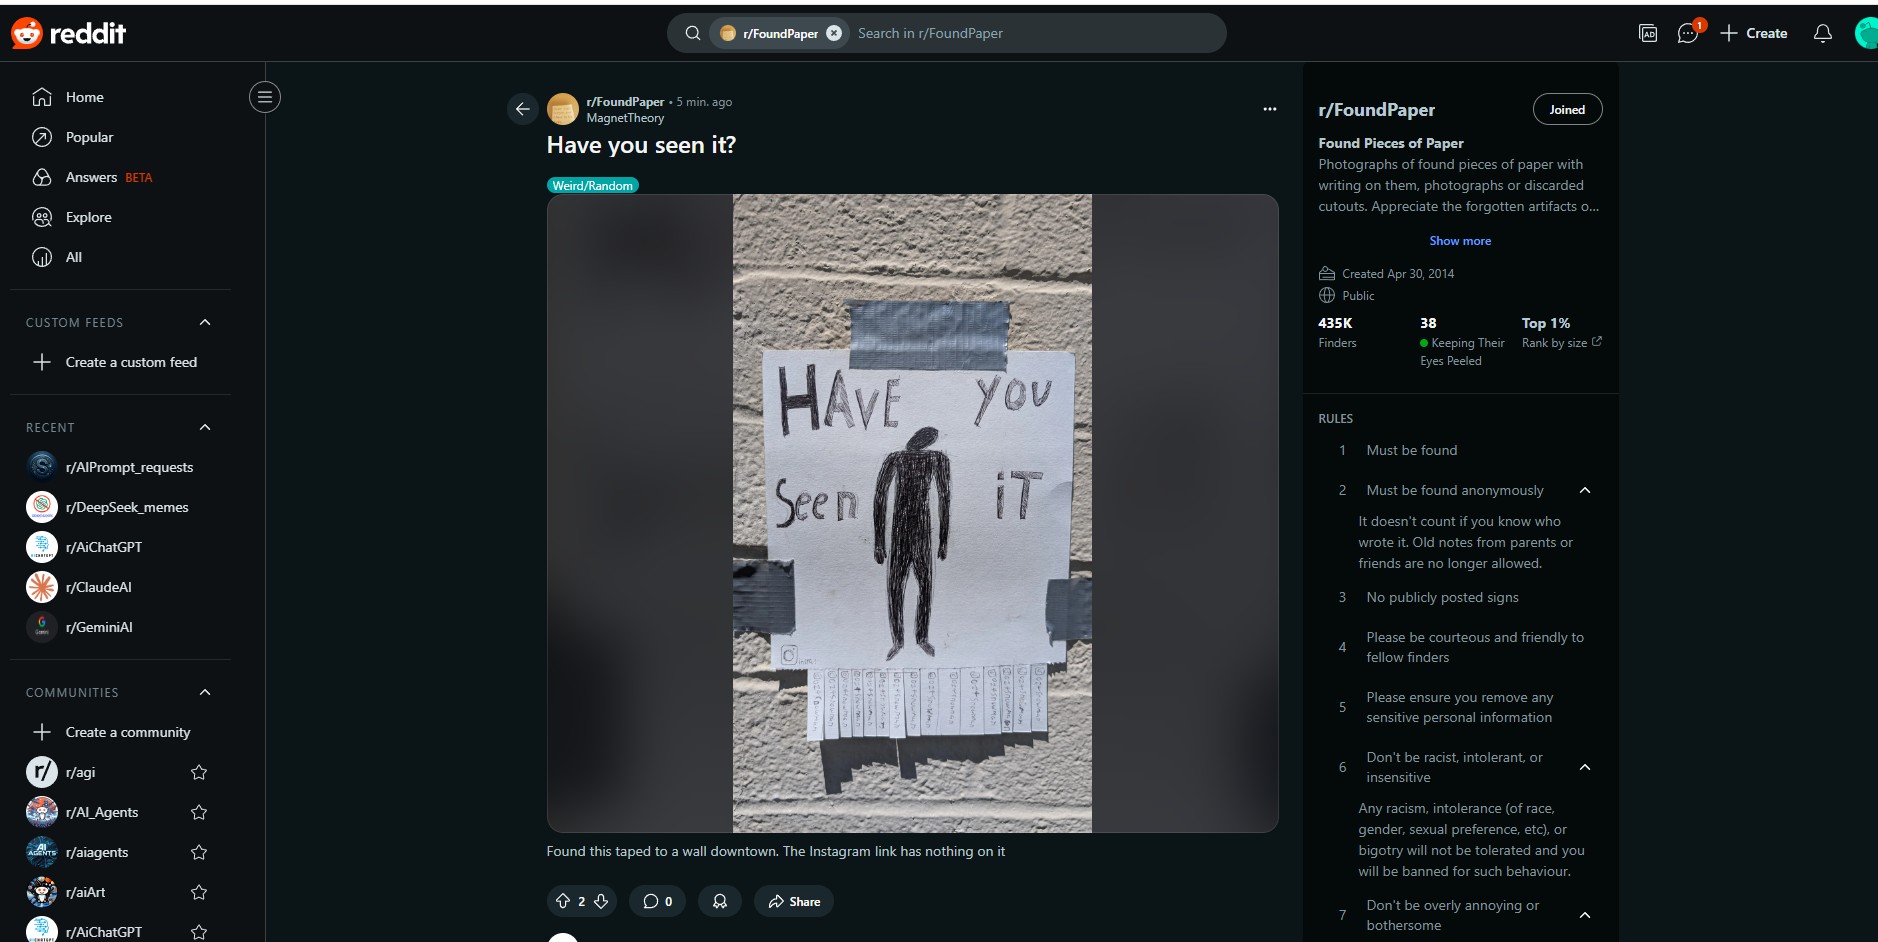 reddit
r/FoundPaper
Search in r/FoundPaper
AD
1
Create
Home
Popular
Answers BETA
Explore
All
CUSTOM FEEDS
Create a custom feed
RECENT
r/AIPrompt_requests
r/DeepSeek_memes
r/AiChatGPT
r/ClaudeAI
r/GeminiAI
COMMUNITIES
Create a community
r/agi
r/AI_Agents
r/aiagents
r/aiArt
r/AiChatGPT
r/FoundPaper • 5 min. ago
MagnetTheory
Have you seen it?
Weird/Random
HAVE YOU
Seen iT
Found this taped to a wall downtown. The Instagram link has nothing on it
2
0
Share
r/FoundPaper
Joined
Found Pieces of Paper
Photographs of found pieces of paper with
writing on them, photographs or discarded
cutouts. Appreciate the forgotten artifacts o...
Show more
Created Apr 30, 2014
Public
435K
Finders
38
Keeping Their
Eyes Peeled
Top 1%
Rank by size
RULES
1 Must be found
2 Must be found anonymously
It doesn't count if you know who
wrote it. Old notes from parents or
friends are no longer allowed.
3 No publicly posted signs
4 Please be courteous and friendly to
fellow finders
5 Please ensure you remove any
sensitive personal information
6 Don't be racist, intolerant, or
insensitive
Any racism, intolerance (of race,
gender, sexual preference, etc), or
bigotry will not be tolerated and you
will be banned for such behaviour.
7 Don't be overly annoying or
bothersome